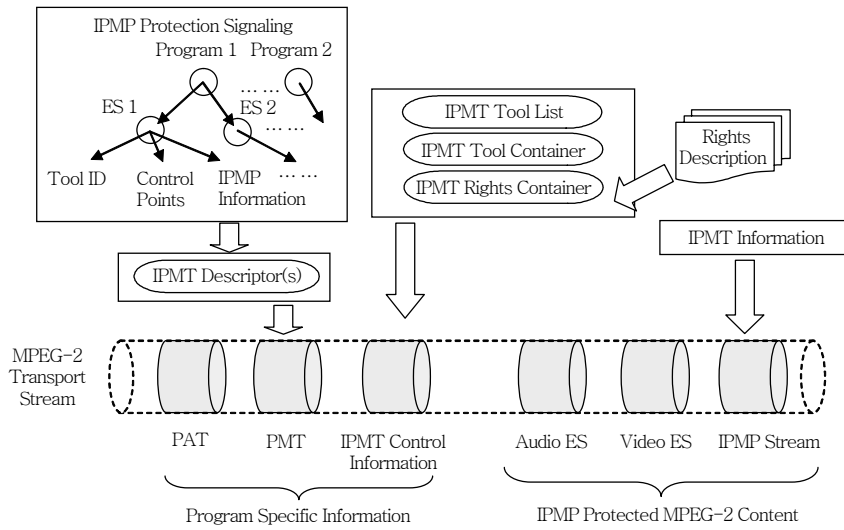 IPMP Protection Signaling
Program 1 Program 2
… …
ES 1 ES 2
… …
Tool ID Control Points IPMP Information … …
IPMT Descriptor(s)
IPMT Tool List
IPMT Tool Container
IPMT Rights Container
Rights
Description
IPMT Information
MPEG-2
Transport
Stream
PAT
PMT
IPMT Control
Information
Audio ES
Video ES
IPMP Stream
Program Specific Information
IPMP Protected MPEG-2 Content